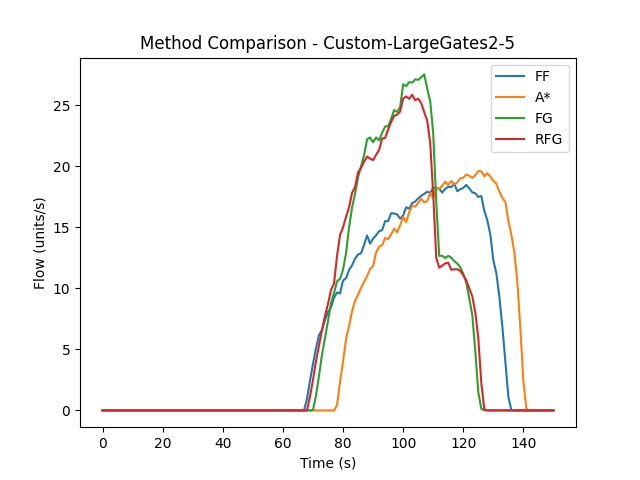 Method Comparison - Custom-LargeGates2-5
FF
A*
FG
RFG
Flow (units/s)
25
20
15
10
5
0
0 20 40 60 80 100 120 140
Time (s)